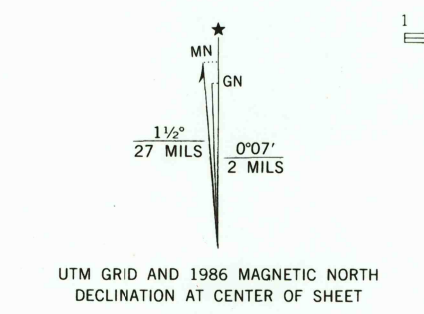 1
★
MN
GN
1½°
27 MILS
0°07′
2 MILS
UTM GRID AND 1986 MAGNETIC NORTH
DECLINATION AT CENTER OF SHEET